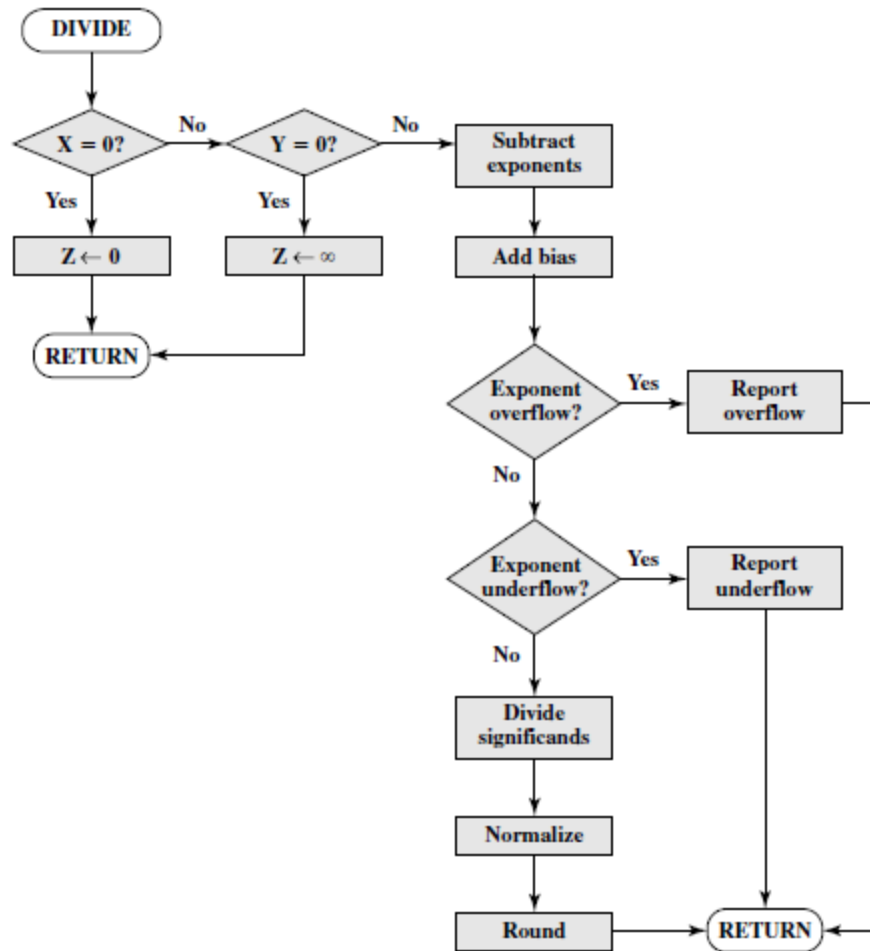 DIVIDE
X = 0?
No
Y = 0?
No
Subtract
exponents
Yes
Yes
Z ← 0
Z ← ∞
Add bias
RETURN
Exponent
overflow?
Yes
Report
overflow
No
Exponent
underflow?
Yes
Report
underflow
No
Divide
significands
Normalize
Round
RETURN